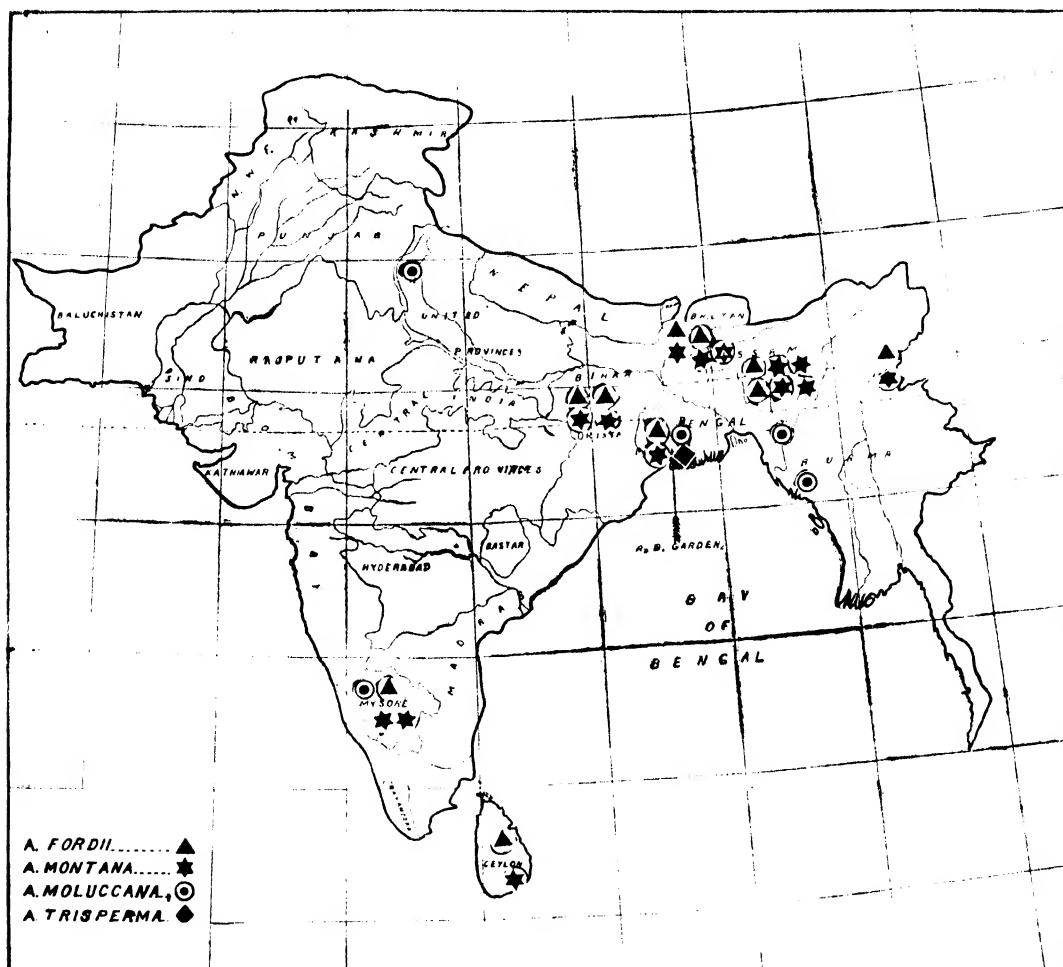 KASHMIR
N.W.F.
PUNJAB
BALUCHISTAN
RAJPUTANA
UNITED
PROVINCES
NEPAL
BHUTAN
ASSAM
SIND
BIHAR
CENTRAL INDIA
ORISSA
BENGAL
KATHIAWAR
CENTRAL PROVINCES
BURMA
BASTAR
R. B. GARDEN.
HYDERABAD
BAY
OF
BENGAL
MADRAS
MYSORE
CEYLON
A. FORDII
A. MONTANA
A. MOLUCCANA
A. TRISPERMA